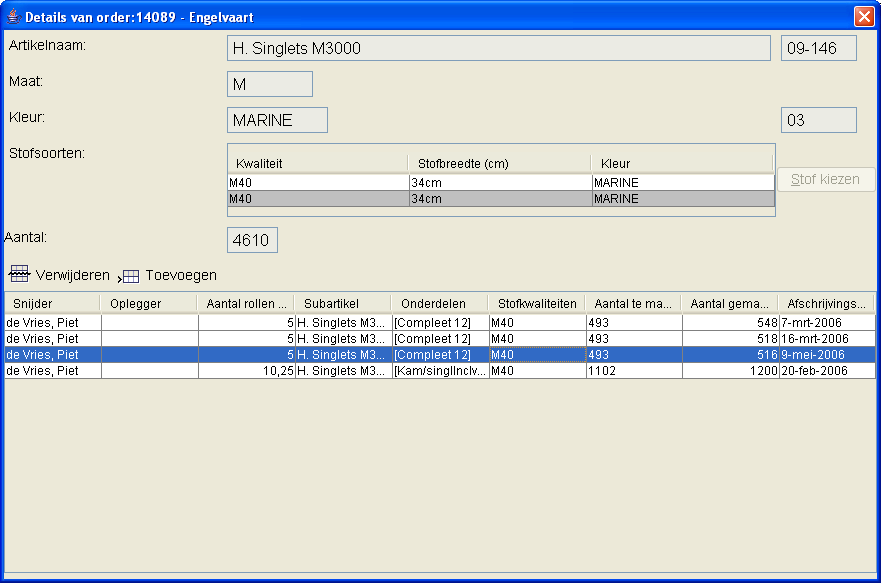 Details van order:14089 - Engelvaart
Artikelnaam: H. Singlets M3000 09-146
Maat: M
Kleur: MARINE 03
Stofsoorten: Kwaliteit Stofbreedte (cm) Kleur
M40 34cm MARINE
M40 34cm MARINE
Stof kiezen
Aantal: 4610
Verwijderen Toevoegen
Snijder Oplegger Aantal rollen ... Subartikel Onderdelen Stofkwaliteiten Aantal te ma... Aantal gema... Afschrijvings...
de Vries, Piet 5 H. Singlets M3... [Compleet 12] M40 493 548 7-mrt-2006
de Vries, Piet 5 H. Singlets M3... [Compleet 12] M40 493 518 16-mrt-2006
de Vries, Piet 5 H. Singlets M3... [Compleet 12] M40 493 516 9-mei-2006
de Vries, Piet 10,25 H. Singlets M3... [Kam/singlInclv... M40 1102 1200 20-feb-2006